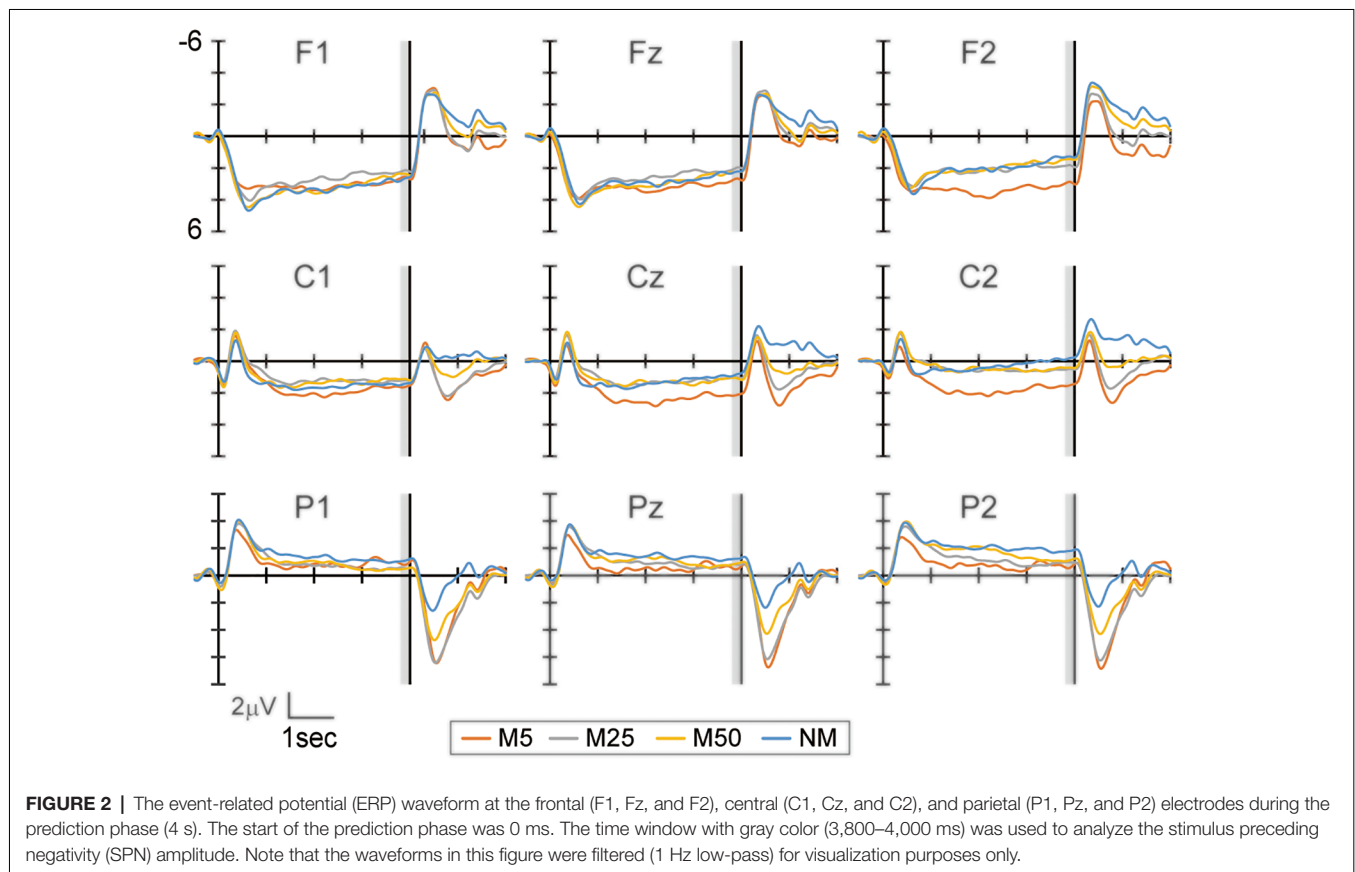 -6
F1 Fz F2
6
C1 Cz C2
P1 Pz P2
2μV
1sec
M5 M25 M50 NM
FIGURE 2 | The event-related potential (ERP) waveform at the frontal (F1, Fz, and F2), central (C1, Cz, and C2), and parietal (P1, Pz, and P2) electrodes during the
prediction phase (4 s). The start of the prediction phase was 0 ms. The time window with gray color (3,800–4,000 ms) was used to analyze the stimulus preceding
negativity (SPN) amplitude. Note that the waveforms in this figure were filtered (1 Hz low-pass) for visualization purposes only.